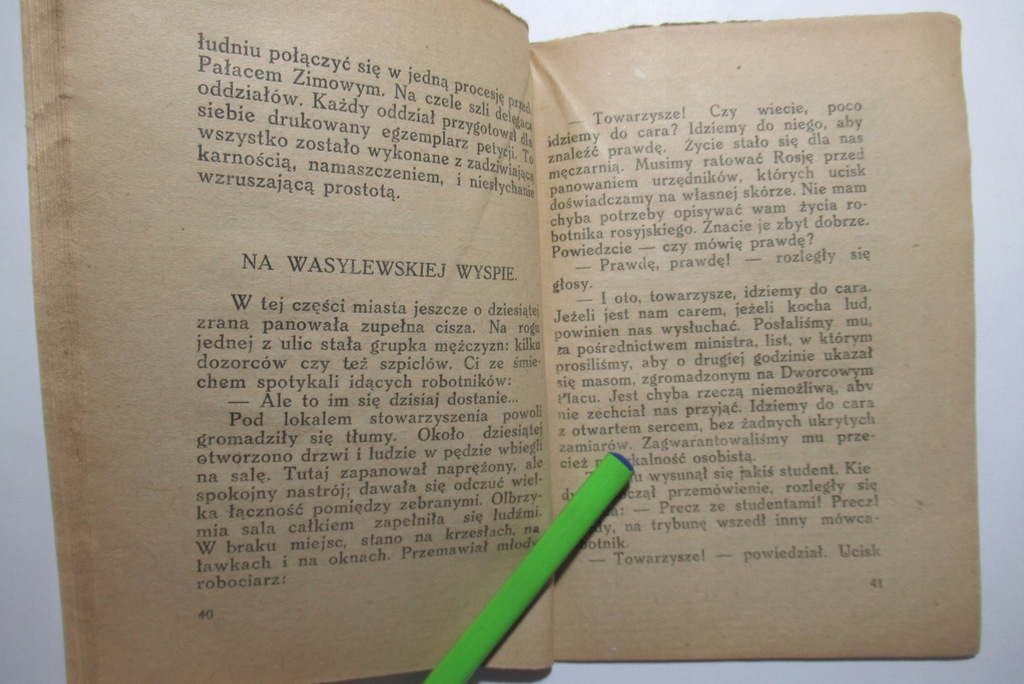 łudniu połączyć się w jedną procesję przed
Pałacem Zimowym. Na czele szli delegaci
oddziałów. Każdy oddział przygotował dla
siebie drukowany egzemplarz petycji. To
wszystko zostało wykonane z zadziwiającą
karnością, namaszczeniem, i niesłychanie
wzruszającą prostotą.
NA WASYLEWSKIEJ WYSPIE.
W tej części miasta jeszcze o dziesiątej
zrana panowała zupełna cisza. Na rogu
jednej z ulic stała grupka mężczyzn: kilku
dozorców czy też szpiclów. Ci ze śmie-
chem spotykali idących robotników:
— Ale to im się dzisiaj dostanie...
Pod lokalem stowarzyszenia powoli
gromadziły się tłumy. Około dziesiątej
otworzono drzwi i ludzie w pędzie wbiegli
na salę. Tutaj zapanował naprężony, ale
spokojny nastrój; dawała się odczuć wiel-
ka łączność pomiędzy zebranymi. Olbrzy-
mia sala całkiem zapełniła się ludźmi.
W braku miejsc, stano na krzesłach, na
ławkach i na oknach. Przemawiał młody
robociarz:
40
— Towarzysze! Czy wiecie, poco
idziemy do cara? Idziemy do niego, aby
znaleźć prawdę. Życie stało się dla nas
męczarnią. Musimy ratować Rosję przed
panowaniem urzędników, których ucisk
doświadczamy na własnej skórze. Nie mam
chyba potrzeby opisywać wam życia ro-
botnika rosyjskiego. Znacie je zbyt dobrze.
Powiedzcie — czy mówię prawdę?
— Prawdę, prawdę! — rozległy się
głosy.
— I oto, towarzysze, idziemy do cara.
Jeżeli jest nam carem, jeżeli kocha lud,
powinien nas wysłuchać. Posłaliśmy mu,
za pośrednictwem ministra, list, w którym
prosiliśmy, aby o drugiej godzinie ukazał
się masom, zgromadzonym na Dworcowym
Placu. Jest chyba rzeczą niemożliwą, aby
nie zechciał nas przyjąć. Idziemy do cara
z otwartem sercem, bez żadnych ukrytych
zamiarów. Zagwarantowaliśmy mu prze-
cież osobistą.
wysunął się jakiś student. Kie
przemówienie, rozległy się
— Precz ze studentami! Precz!
na trybunę wszedł inny mówca-
— Towarzysze! — powiedział. Ucisk
41